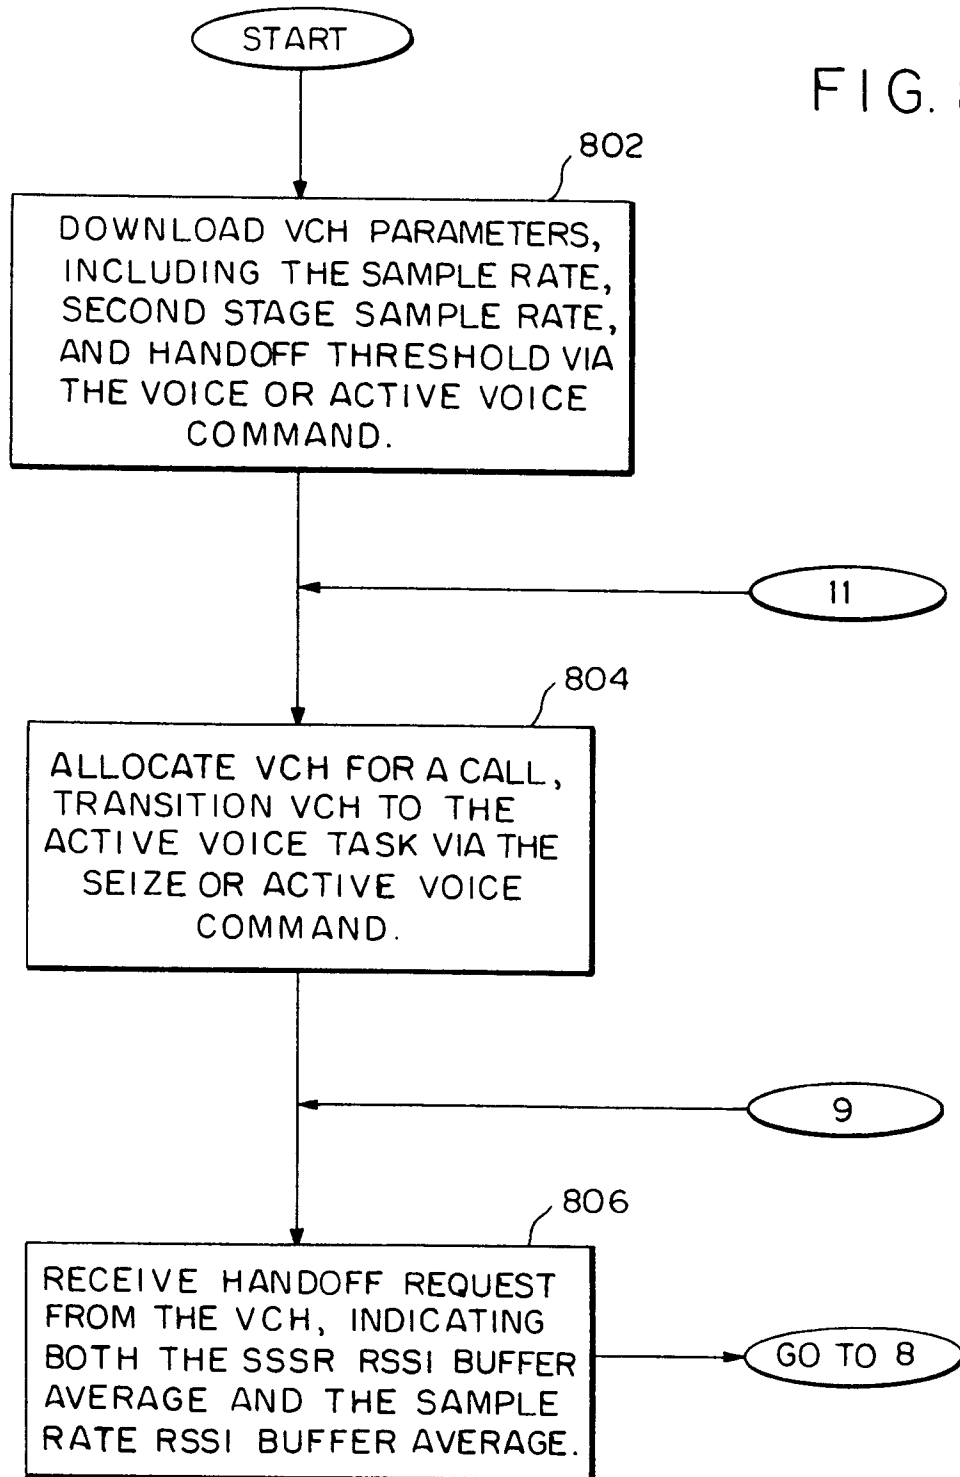 START
FIG.
802
DOWNLOAD VCH PARAMETERS,
INCLUDING THE SAMPLE RATE,
SECOND STAGE SAMPLE RATE,
AND HANDOFF THRESHOLD VIA
THE VOICE OR ACTIVE VOICE
COMMAND.
11
804
ALLOCATE VCH FOR A CALL,
TRANSITION VCH TO THE
ACTIVE VOICE TASK VIA THE
SEIZE OR ACTIVE VOICE
COMMAND.
9
806
RECEIVE HANDOFF REQUEST
FROM THE VCH, INDICATING
BOTH THE SSSR RSSI BUFFER
AVERAGE AND THE SAMPLE
RATE RSSI BUFFER AVERAGE.
GO TO 8